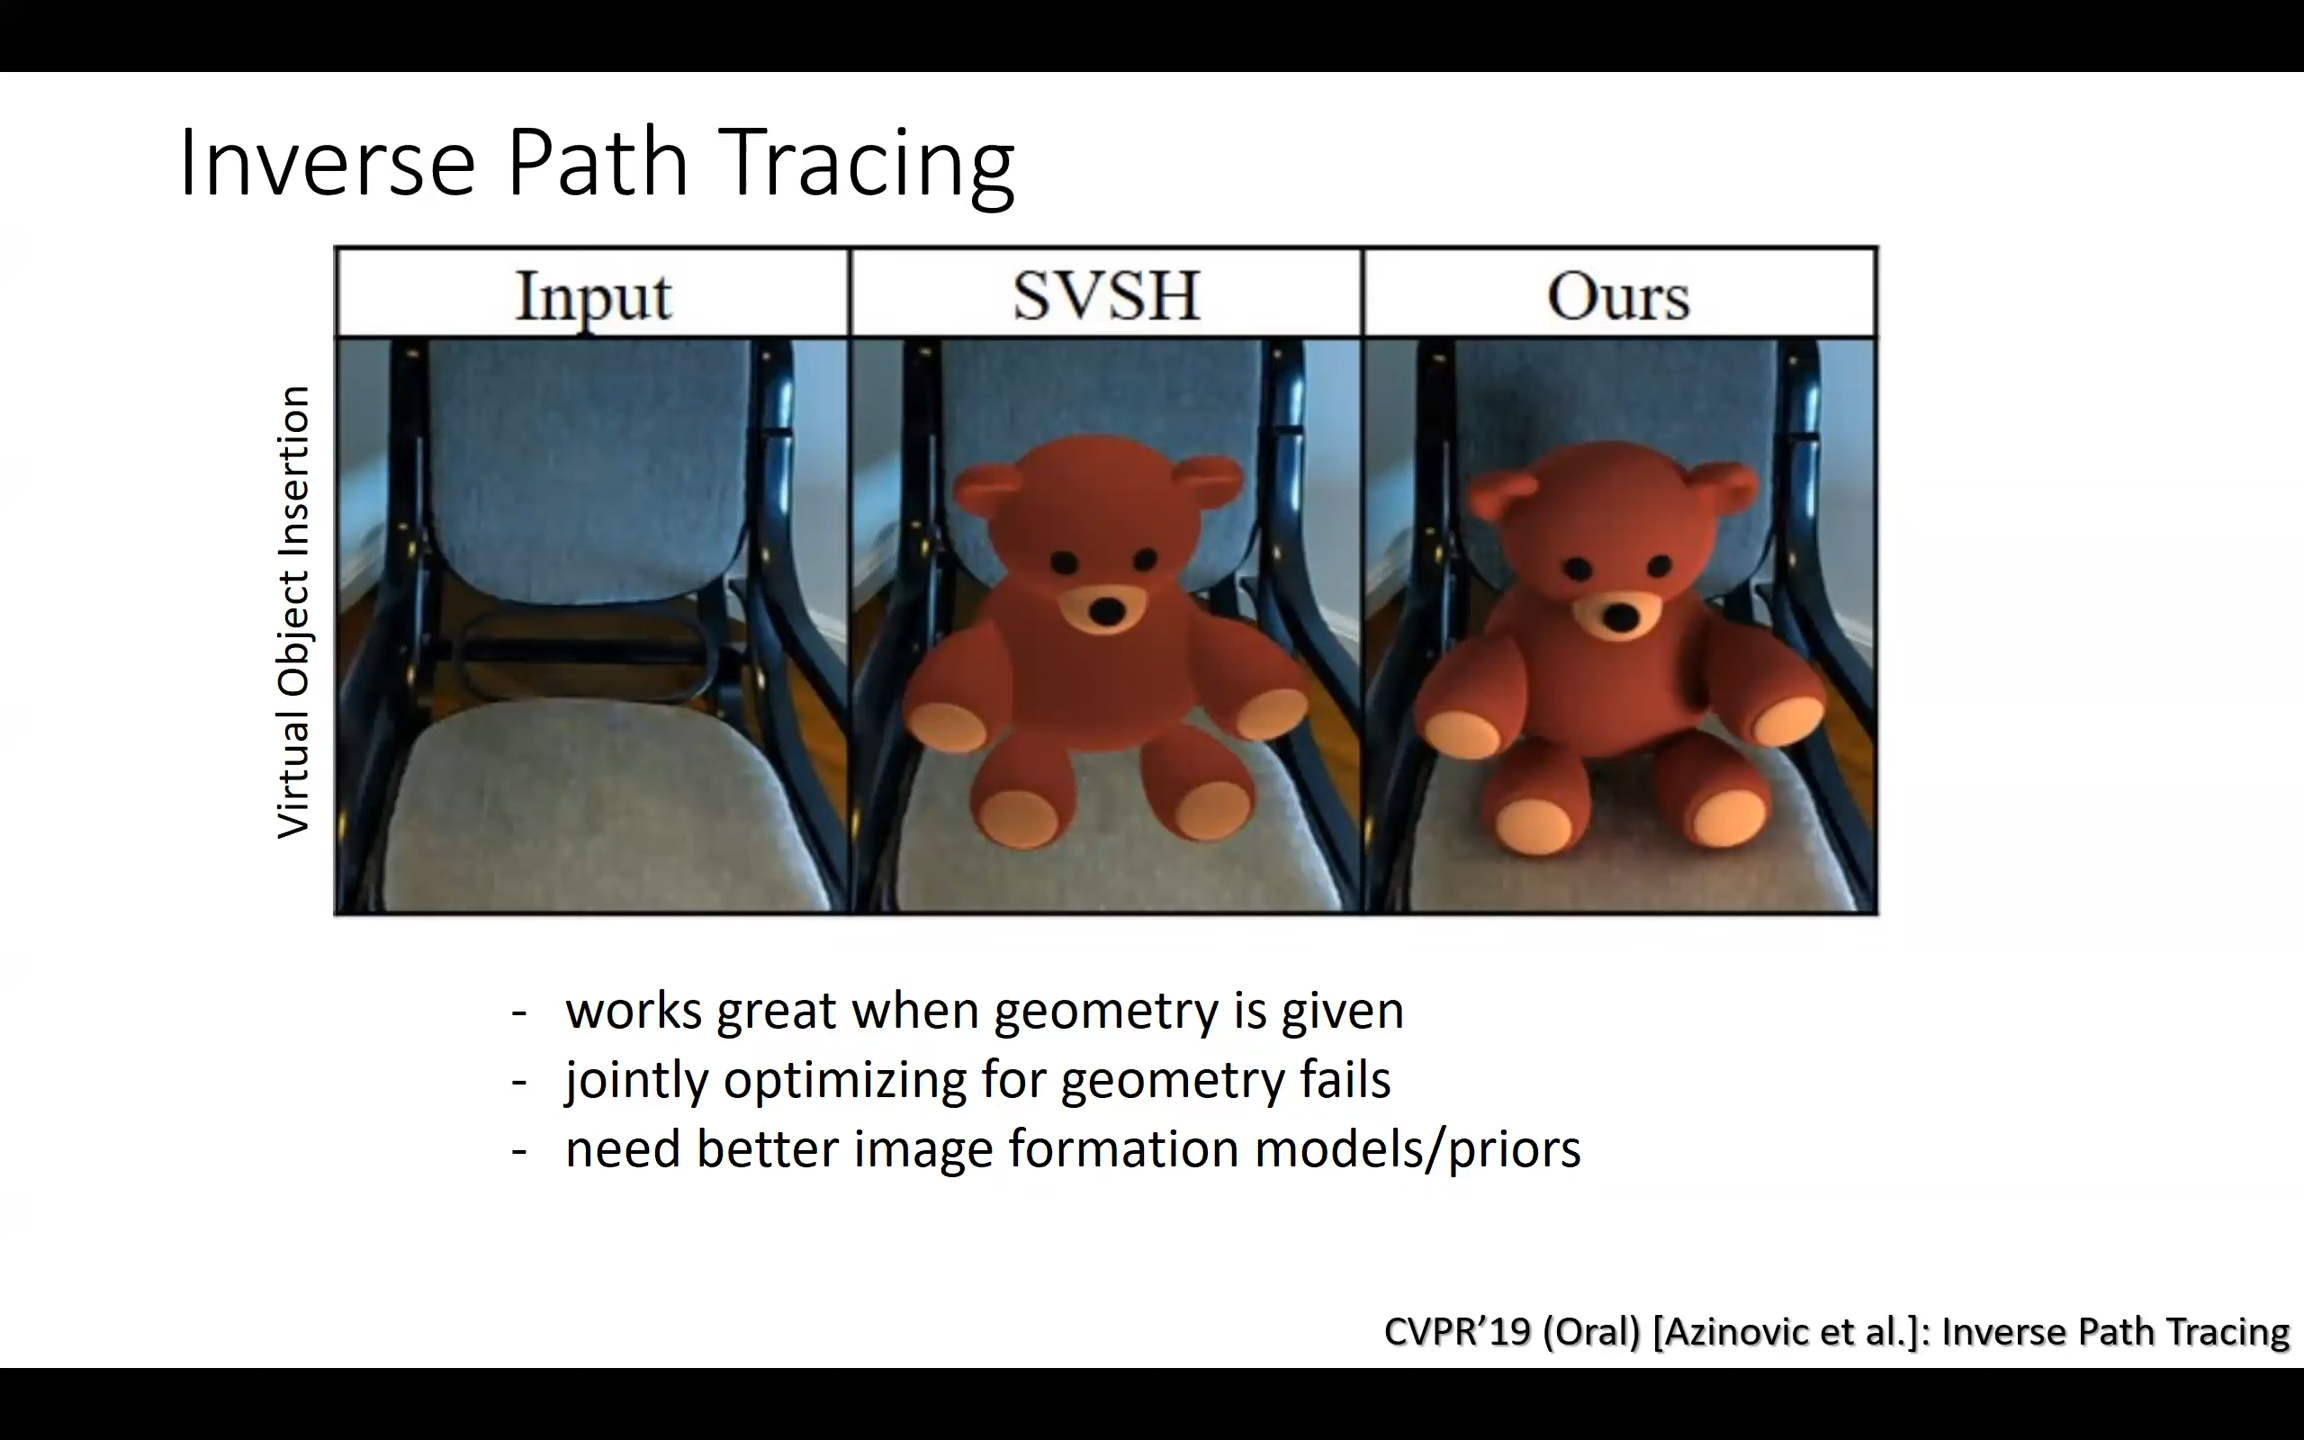 Inverse Path Tracing
Input
SVSH
Ours
Virtual Object Insertion
- works great when geometry is given
- jointly optimizing for geometry fails
- need better image formation models/priors
CVPR’19 (Oral) [Azinovic et al.]: Inverse Path Tracing